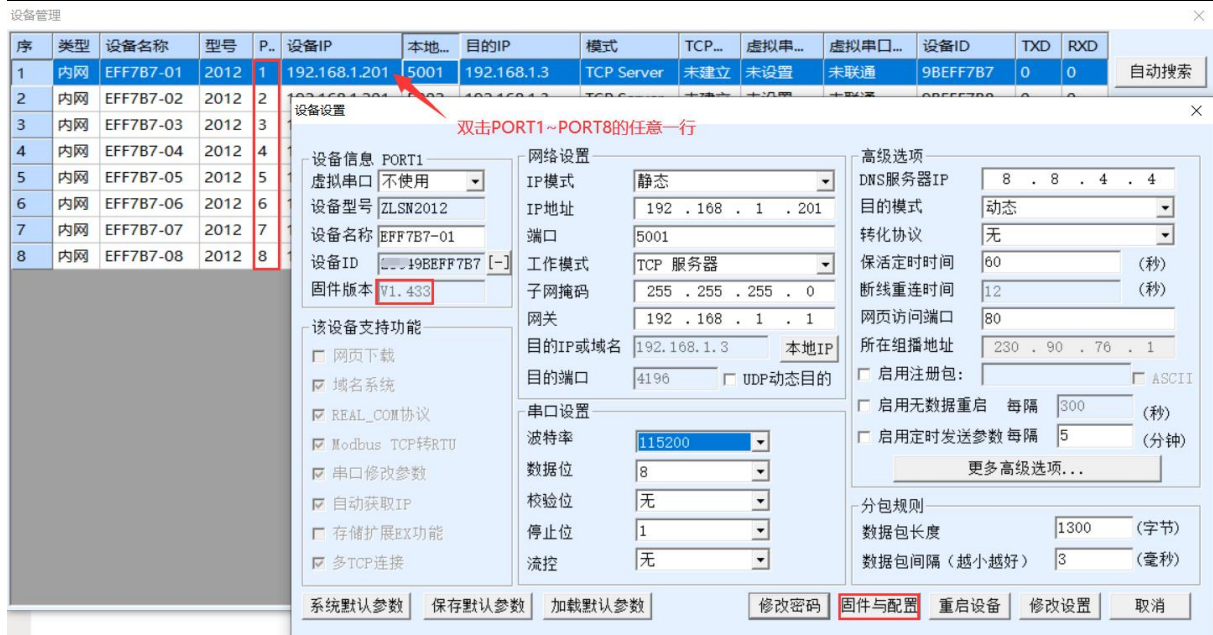 设备管理
序 类型 设备名称 型号 P.. 设备IP 本地... 目的IP 模式 TCP... 虚拟串... 虚拟串口... 设备ID TXD RXD
1 内网 EFF7B7-01 2012 1 192.168.1.201 5001 192.168.1.3 TCP Server 未建立 未设置 未联通 9BEFF7B7 0 0 自动搜索
2 内网 EFF7B7-02 2012 2
3 内网 EFF7B7-03 2012 3
4 内网 EFF7B7-04 2012 4
5 内网 EFF7B7-05 2012 5
6 内网 EFF7B7-06 2012 6
7 内网 EFF7B7-07 2012 7
8 内网 EFF7B7-08 2012 8
双击PORT1~PORT8的任意一行
设备设置
设备信息 PORT1
虚拟串口 不使用
设备型号 ZLSN2012
设备名称 EFF7B7-01
设备ID 49BEFF7B7 [-]
固件版本 V1.433
该设备支持功能
网页下载
域名系统
REAL_COM协议
Modbus TCP转RTU
串口修改参数
自动获取IP
存储扩展EX功能
多TCP连接
网络设置
IP模式 静态
IP地址 192 . 168 . 1 . 201
端口 5001
工作模式 TCP 服务器
子网掩码 255 . 255 . 255 . 0
网关 192 . 168 . 1 . 1
目的IP或域名 192.168.1.3 本地IP
目的端口 4196 UDP动态目的
串口设置
波特率 115200
数据位 8
校验位 无
停止位 1
流控 无
高级选项
DNS服务器IP 8 . 8 . 4 . 4
目的模式 动态
转化协议 无
保活定时时间 60 (秒)
断线重连时间 12 (秒)
网页访问端口 80
所在组播地址 230 . 90 . 76 . 1
启用注册包: ASCII
启用无数据重启 每隔 300 (秒)
启用定时发送参数 每隔 5 (分钟)
更多高级选项...
分包规则
数据包长度 1300 (字节)
数据包间隔（越小越好） 3 (毫秒)
系统默认参数 保存默认参数 加载默认参数 修改密码 固件与配置 重启设备 修改设置 取消